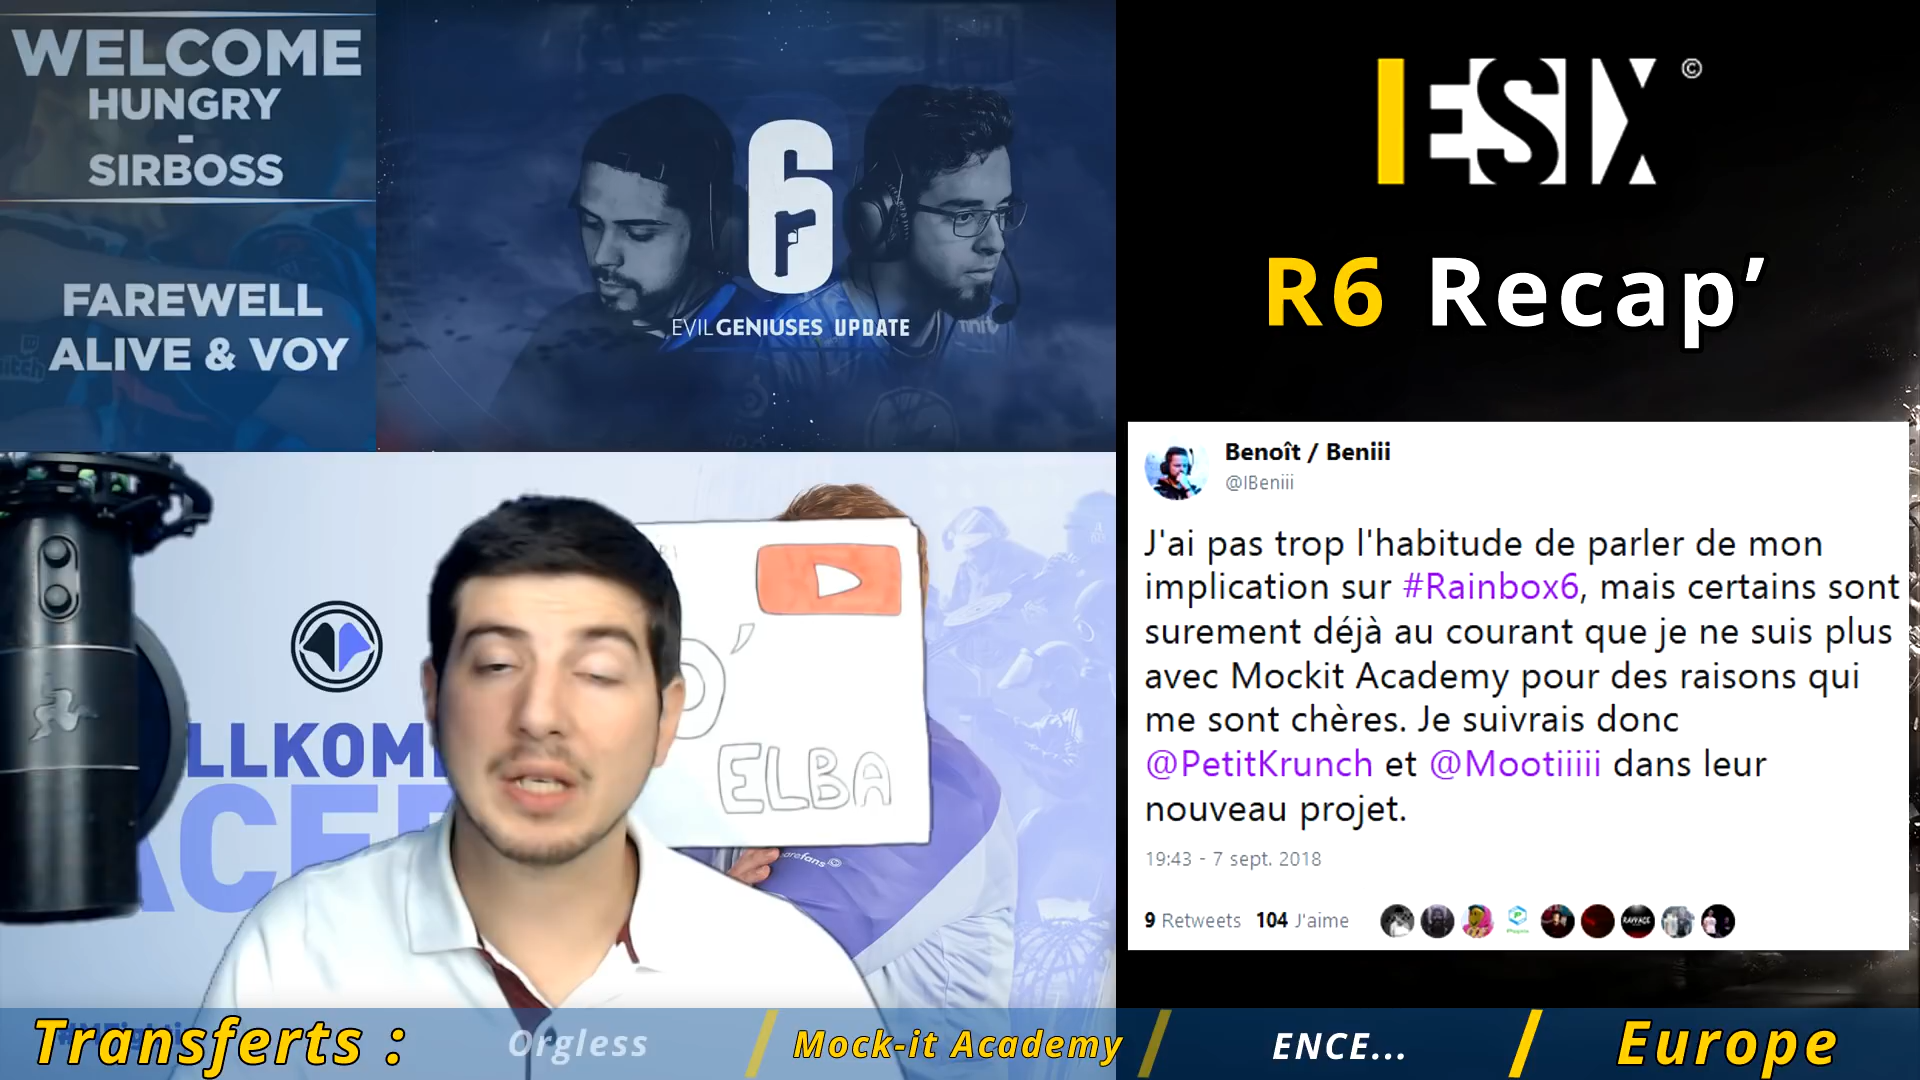 WELCOME
HUNGRY
-
SIRBOSS
FAREWELL
ALIVE & VOY
6
EVIL GENIUSES UPDATE
ESIX ©
R6 Recap’
Benoît / Beniii
@IBeniii
J'ai pas trop l'habitude de parler de mon
implication sur #Rainbox6, mais certains sont
surement déjà au courant que je ne suis plus
avec Mockit Academy pour des raisons qui
me sont chères. Je suivrais donc
@PetitKrunch et @Mootiiiii dans leur
nouveau projet.
19:43 - 7 sept. 2018
9 Retweets 104 J'aime
ELBA
Transferts : Orgless / Mock-it Academy / ENCE... / Europe